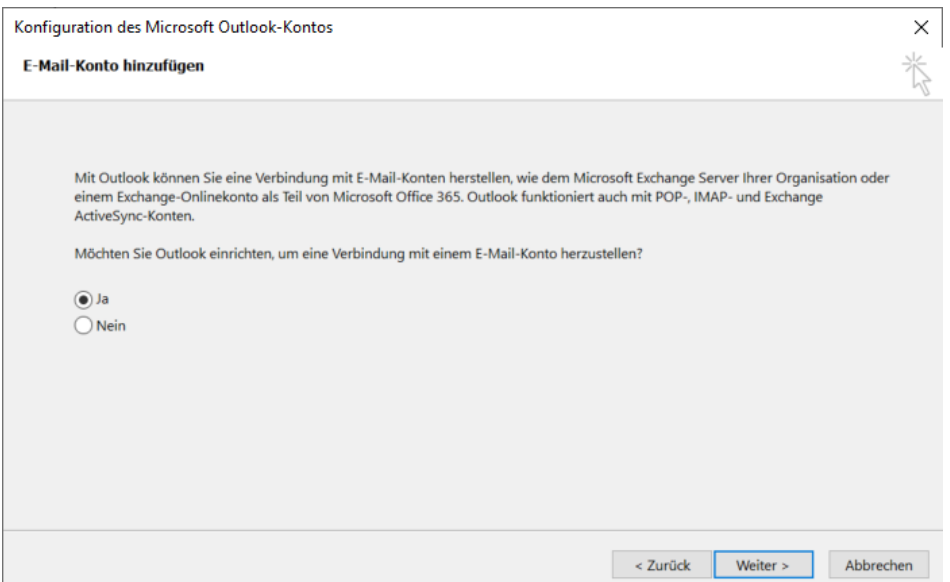 Konfiguration des Microsoft Outlook-Kontos
E-Mail-Konto hinzufügen
Mit Outlook können Sie eine Verbindung mit E-Mail-Konten herstellen, wie dem Microsoft Exchange Server Ihrer Organisation oder
einem Exchange-Onlinekonto als Teil von Microsoft Office 365. Outlook funktioniert auch mit POP-, IMAP- und Exchange
ActiveSync-Konten.
Möchten Sie Outlook einrichten, um eine Verbindung mit einem E-Mail-Konto herzustellen?
Ja
Nein
< Zurück Weiter > Abbrechen